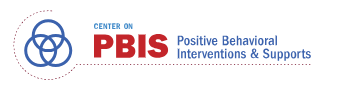 CENTER ON
PBIS
Positive Behavioral
Interventions & Supports